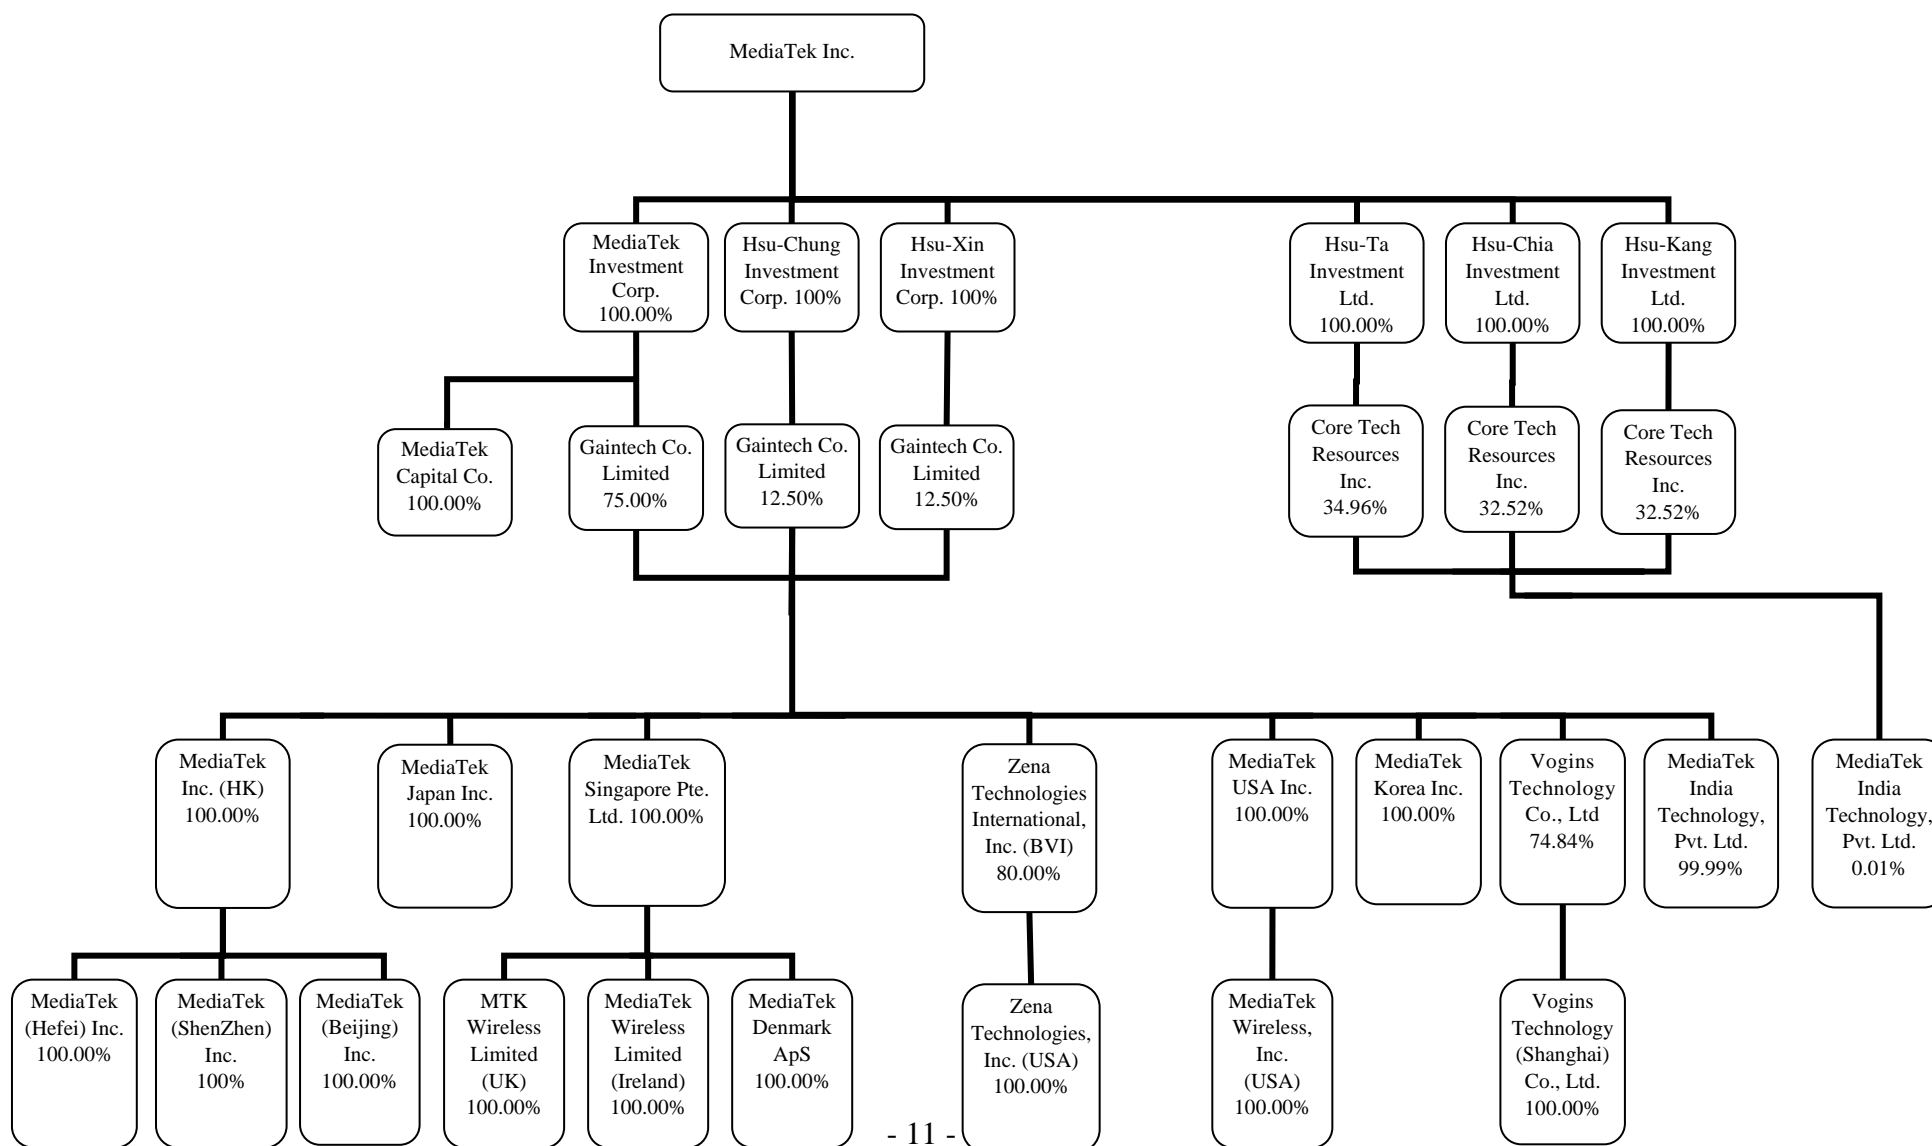 MediaTek Inc.
MediaTek
Investment
Corp.
100.00%
Hsu-Chung
Investment
Corp. 100%
Hsu-Xin
Investment
Corp. 100%
Hsu-Ta
Investment
Ltd.
100.00%
Hsu-Chia
Investment
Ltd.
100.00%
Hsu-Kang
Investment
Ltd.
100.00%
MediaTek
Capital Co.
100.00%
Gaintech Co.
Limited
75.00%
Gaintech Co.
Limited
12.50%
Gaintech Co.
Limited
12.50%
Core Tech
Resources
Inc.
34.96%
Core Tech
Resources
Inc.
32.52%
Core Tech
Resources
Inc.
32.52%
MediaTek
Inc. (HK)
100.00%
MediaTek
Japan Inc.
100.00%
MediaTek
Singapore Pte.
Ltd. 100.00%
Zena
Technologies
International,
Inc. (BVI)
80.00%
MediaTek
USA Inc.
100.00%
MediaTek
Korea Inc.
100.00%
Vogins
Technology
Co., Ltd
74.84%
MediaTek
India
Technology,
Pvt. Ltd.
99.99%
MediaTek
India
Technology,
Pvt. Ltd.
0.01%
MediaTek
(Hefei) Inc.
100.00%
MediaTek
(ShenZhen)
Inc.
100%
MediaTek
(Beijing)
Inc.
100.00%
MTK
Wireless
Limited
(UK)
100.00%
MediaTek
Wireless
Limited
(Ireland)
100.00%
MediaTek
Denmark
ApS
100.00%
Zena
Technologies,
Inc. (USA)
100.00%
MediaTek
Wireless,
Inc.
(USA)
100.00%
Vogins
Technology
(Shanghai)
Co., Ltd.
100.00%
- 11 -